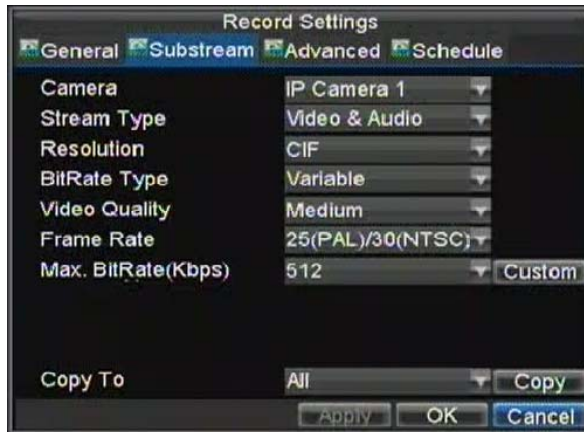 Record Settings
General Substream Advanced Schedule
Camera IP Camera 1
Stream Type Video & Audio
Resolution CIF
BitRate Type Variable
Video Quality Medium
Frame Rate 25(PAL)/30(NTSC)
Max. BitRate(Kbps) 512 Custom
Copy To All Copy
Apply OK Cancel